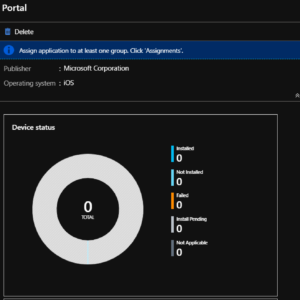 Portal
Delete
Assign application to at least one group. Click 'Assignments'.
Publisher : Microsoft Corporation
Operating system : iOS
Device status
0
TOTAL
Installed
0
Not Installed
0
Failed
0
Install Pending
0
Not Applicable
0